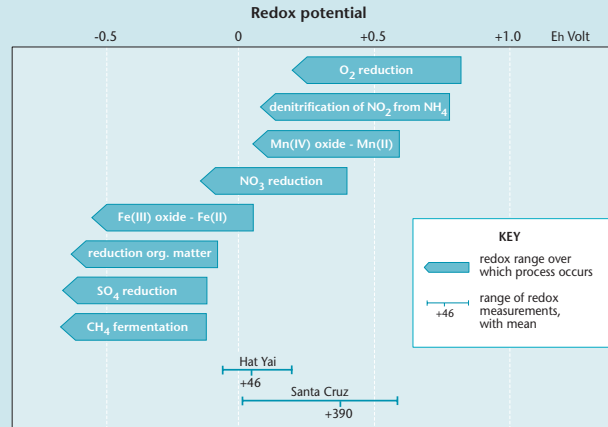 Redox potential
-0.5 0 +0.5 +1.0 Eh Volt
O₂ reduction
denitrification of NO₂ from NH₄
Mn(IV) oxide - Mn(II)
NO₃ reduction
Fe(III) oxide - Fe(II)
reduction org. matter
SO₄ reduction
CH₄ fermentation
KEY
redox range over
which process occurs
range of redox
measurements,
with mean
+46
Hat Yai
+46
Santa Cruz
+390